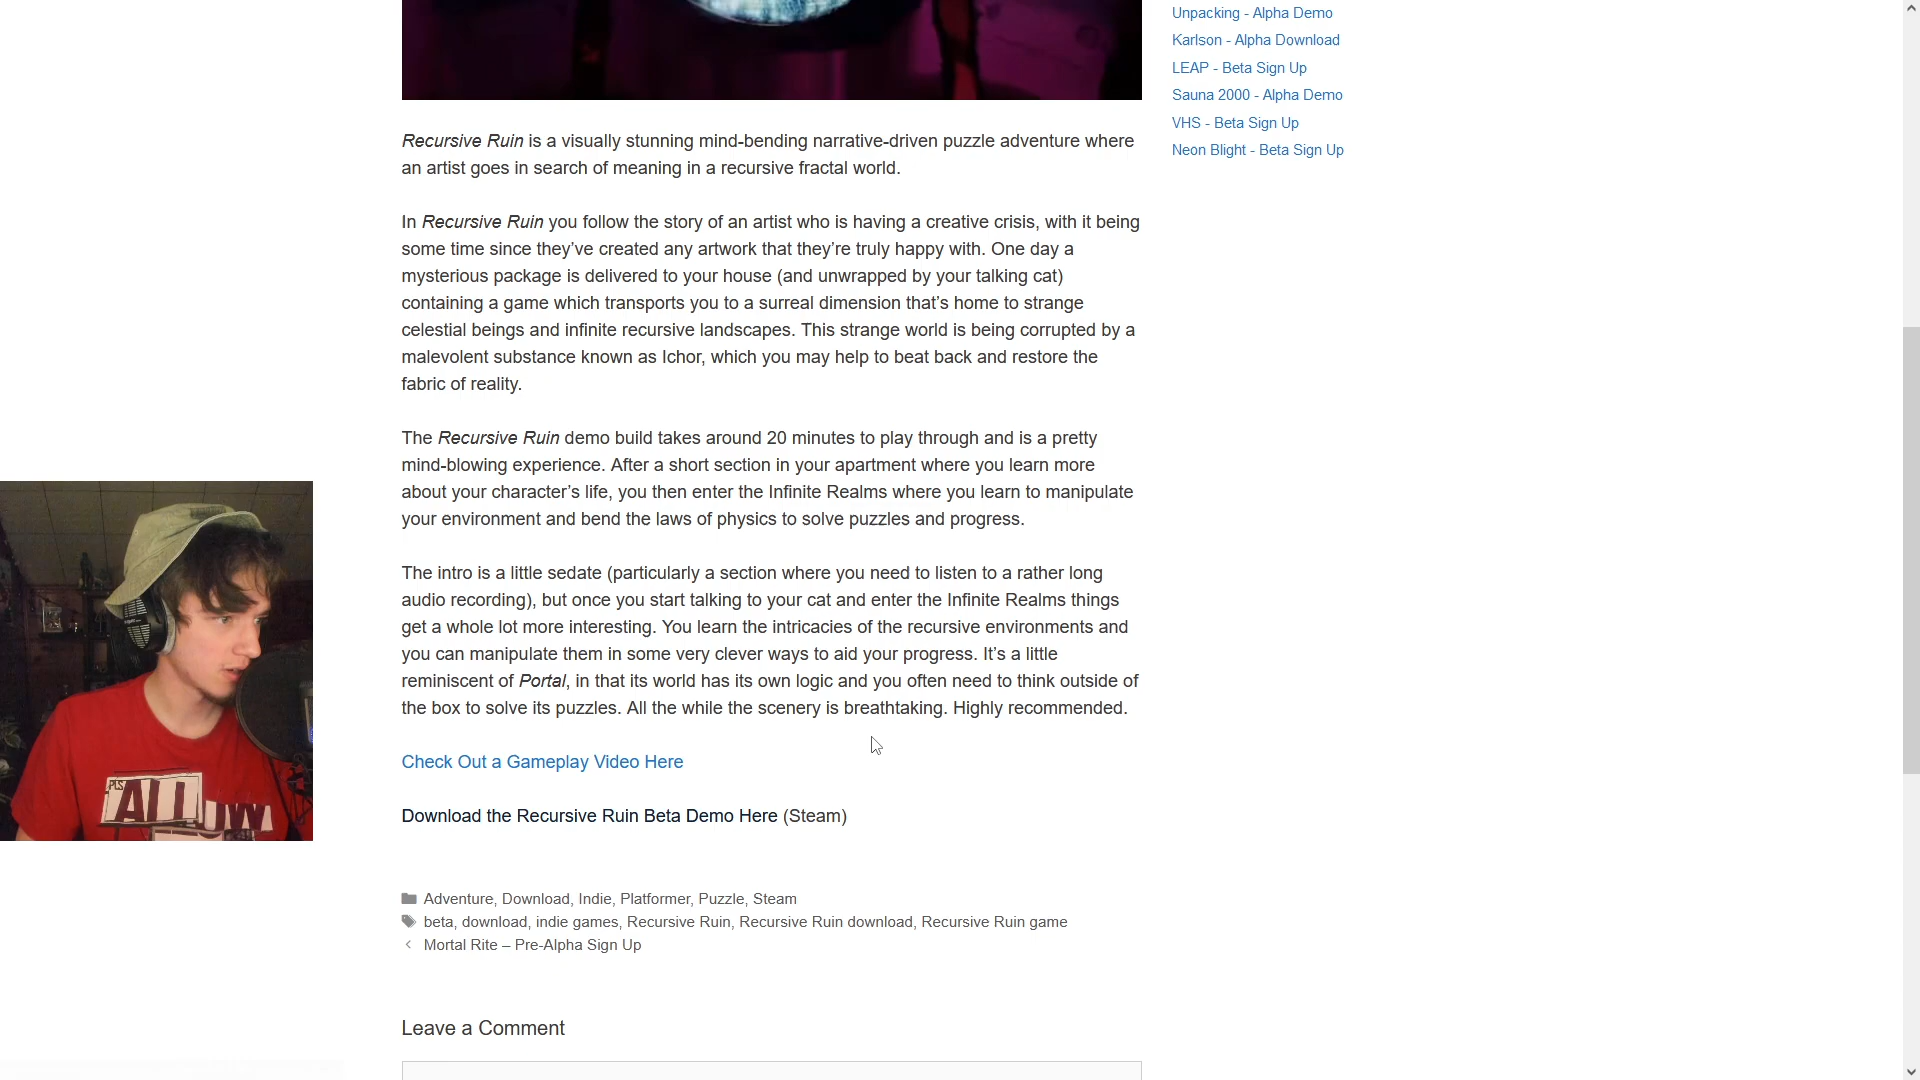 Unpacking - Alpha Demo
Karlson - Alpha Download
LEAP - Beta Sign Up
Sauna 2000 - Alpha Demo
VHS - Beta Sign Up
Neon Blight - Beta Sign Up
Recursive Ruin is a visually stunning mind-bending narrative-driven puzzle adventure where
an artist goes in search of meaning in a recursive fractal world.
In Recursive Ruin you follow the story of an artist who is having a creative crisis, with it being
some time since they've created any artwork that they're truly happy with. One day a
mysterious package is delivered to your house (and unwrapped by your talking cat)
containing a game which transports you to a surreal dimension that's home to strange
celestial beings and infinite recursive landscapes. This strange world is being corrupted by a
malevolent substance known as Ichor, which you may help to beat back and restore the
fabric of reality.
The Recursive Ruin demo build takes around 20 minutes to play through and is a pretty
mind-blowing experience. After a short section in your apartment where you learn more
about your character's life, you then enter the Infinite Realms where you learn to manipulate
your environment and bend the laws of physics to solve puzzles and progress.
The intro is a little sedate (particularly a section where you need to listen to a rather long
audio recording), but once you start talking to your cat and enter the Infinite Realms things
get a whole lot more interesting. You learn the intricacies of the recursive environments and
you can manipulate them in some very clever ways to aid your progress. It's a little
reminiscent of Portal, in that its world has its own logic and you often need to think outside of
the box to solve its puzzles. All the while the scenery is breathtaking. Highly recommended.
Check Out a Gameplay Video Here
Download the Recursive Ruin Beta Demo Here (Steam)
Adventure, Download, Indie, Platformer, Puzzle, Steam
beta, download, indie games, Recursive Ruin, Recursive Ruin download, Recursive Ruin game
Mortal Rite – Pre-Alpha Sign Up
Leave a Comment
PLS
ALLOW